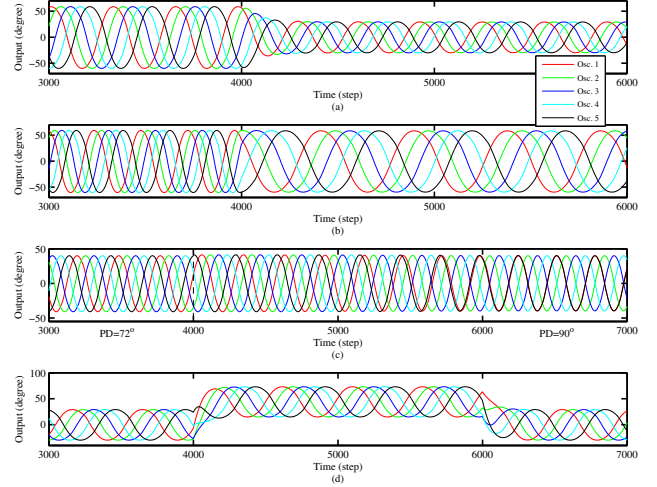 Output (degree)
50
0
−50
3000
4000
5000
6000
Time (step)
(a)
Osc. 1
Osc. 2
Osc. 3
Osc. 4
Osc. 5
Output (degree)
50
0
−50
3000
4000
5000
6000
Time (step)
(b)
Output (degree)
50
0
−50
3000
4000
5000
6000
7000
PD=72°
PD=90°
Time (step)
(c)
Output (degree)
100
50
0
3000
4000
5000
6000
7000
Time (step)
(d)